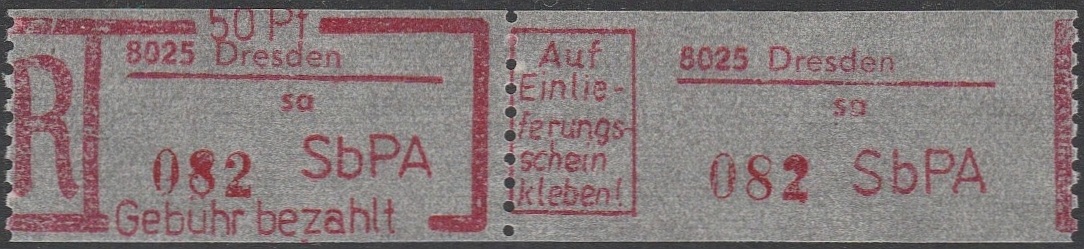 50 Pf
R
8025 Dresden
sa
082 SbPA
Gebühr bezahlt
Auf
Einlie-
ferungs-
schein
kleben!
8025 Dresden
sa
082 SbPA